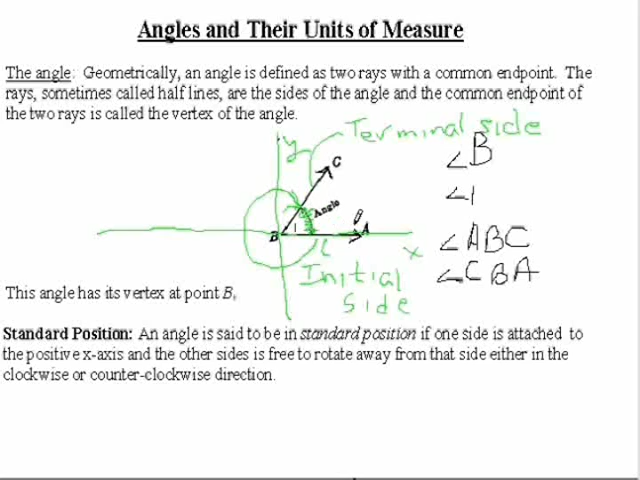 Angles and Their Units of Measure
The angle: Geometrically, an angle is defined as two rays with a common endpoint. The
rays, sometimes called half lines, are the sides of the angle and the common endpoint of
the two rays is called the vertex of the angle.
Terminal side
y
C
∠B
Angle
∠1
B 1 A
∠ABC
x
Initial
∠CBA
side
This angle has its vertex at point B,
Standard Position: An angle is said to be in standard position if one side is attached to
the positive x-axis and the other sides is free to rotate away from that side either in the
clockwise or counter-clockwise direction.